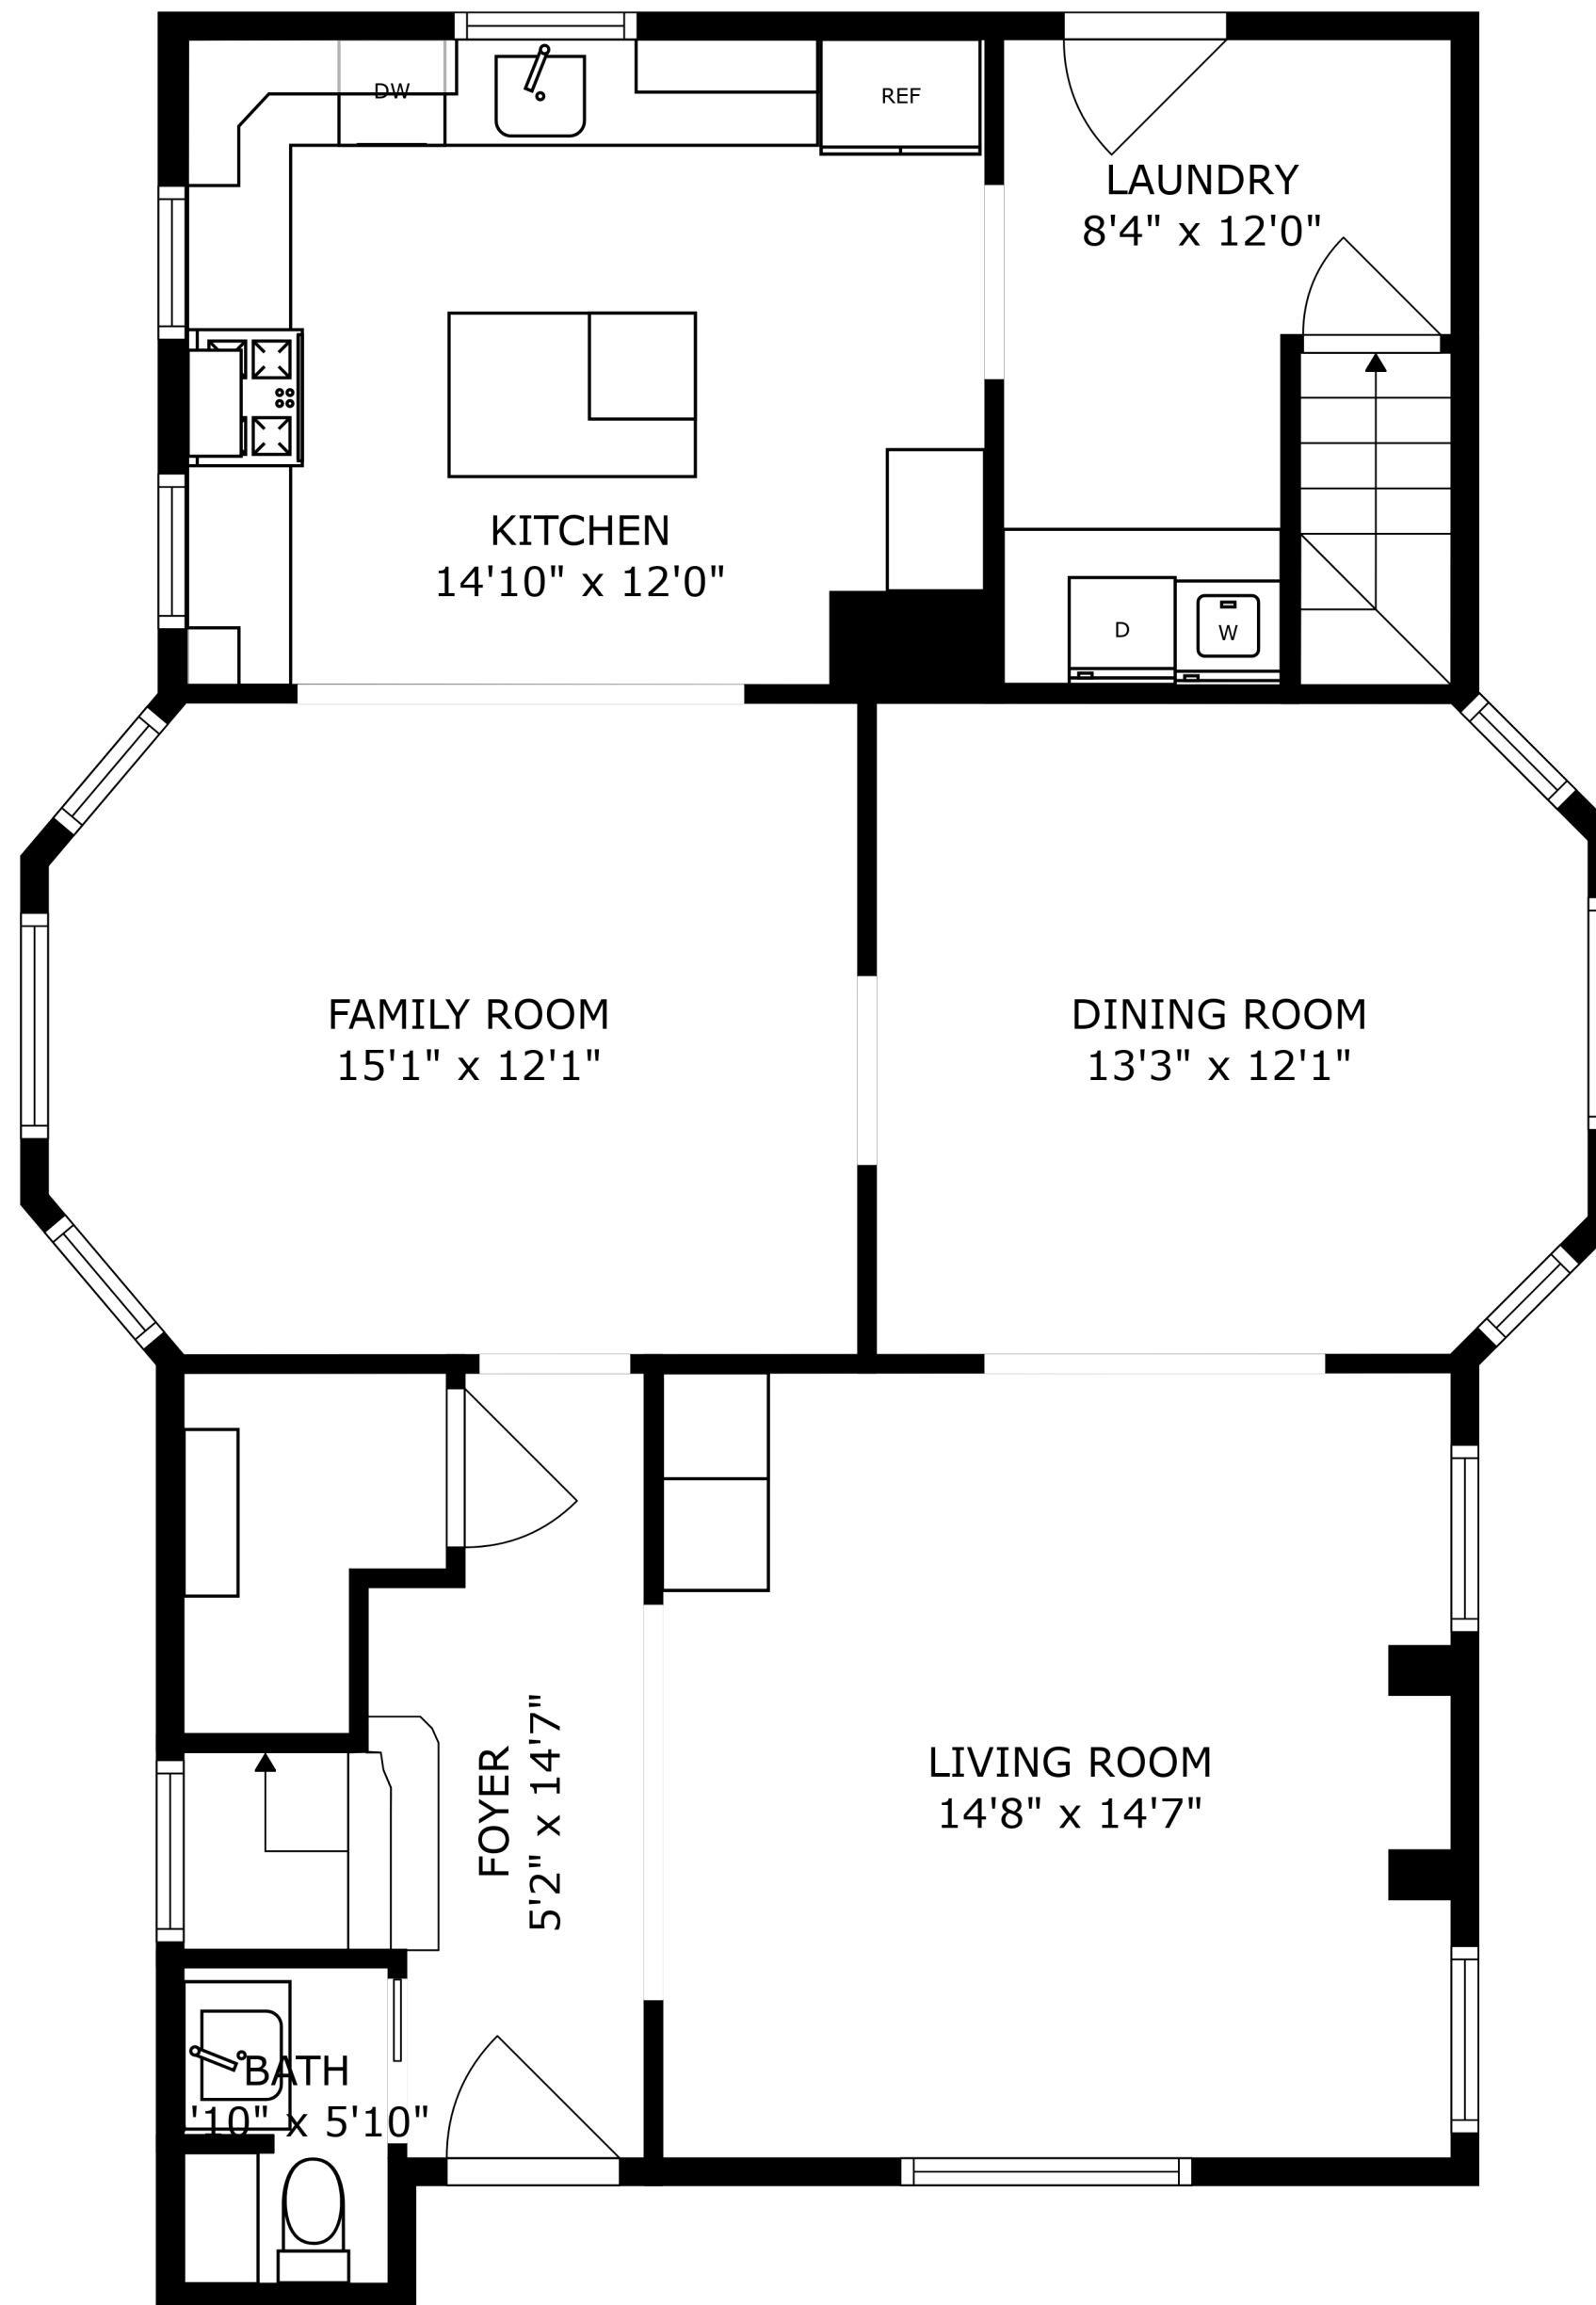 DW
REF
LAUNDRY
8'4" x 12'0"
KITCHEN
14'10" x 12'0"
D
W
FAMILY ROOM
15'1" x 12'1"
DINING ROOM
13'3" x 12'1"
FOYER
5'2" x 14'7"
LIVING ROOM
14'8" x 14'7"
BATH
'10" x 5'10"